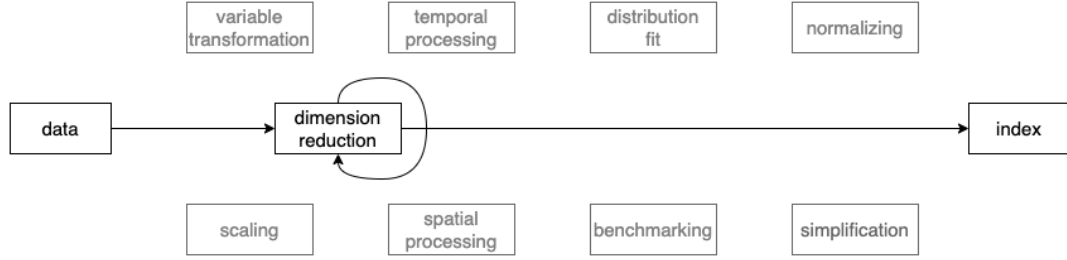 variable
transformation
temporal
processing
distribution
fit
normalizing
data
dimension
reduction
index
scaling
spatial
processing
benchmarking
simplification